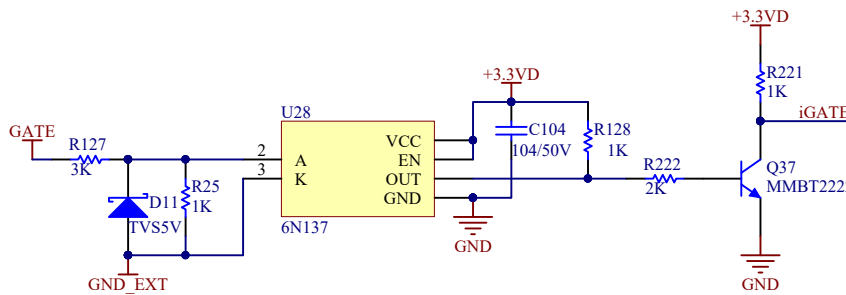 +3.3VD
R221
1K
iGATE
+3.3VD
U28
GATE
R127
3K
2
A
3
K
VCC
EN
OUT
GND
C104
104/50V
R128
1K
R222
2K
Q37
MMBT222
R25
1K
D11
TVS5V
6N137
GND
GND_EXT
GND